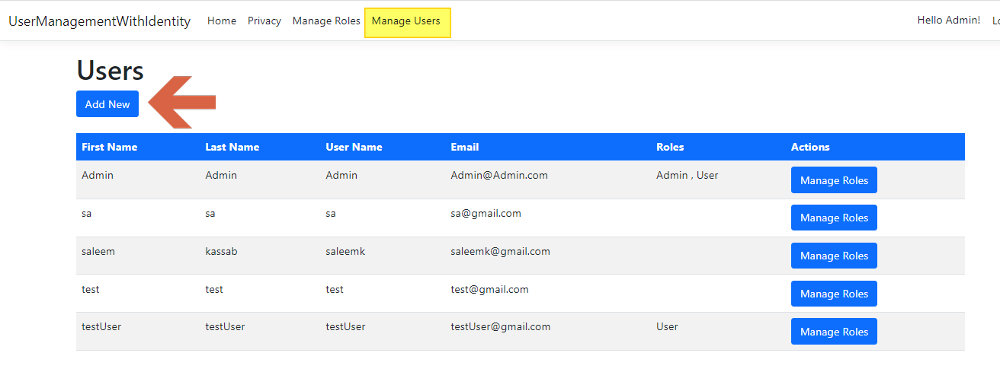 UserManagementWithIdentity Home Privacy Manage Roles Manage Users Hello Admin!
Users
Add New
First Name Last Name User Name Email Roles Actions
Admin Admin Admin Admin@Admin.com Admin , User Manage Roles
sa sa sa sa@gmail.com Manage Roles
saleem kassab saleemk saleemk@gmail.com Manage Roles
test test test test@gmail.com Manage Roles
testUser testUser testUser testUser@gmail.com User Manage Roles